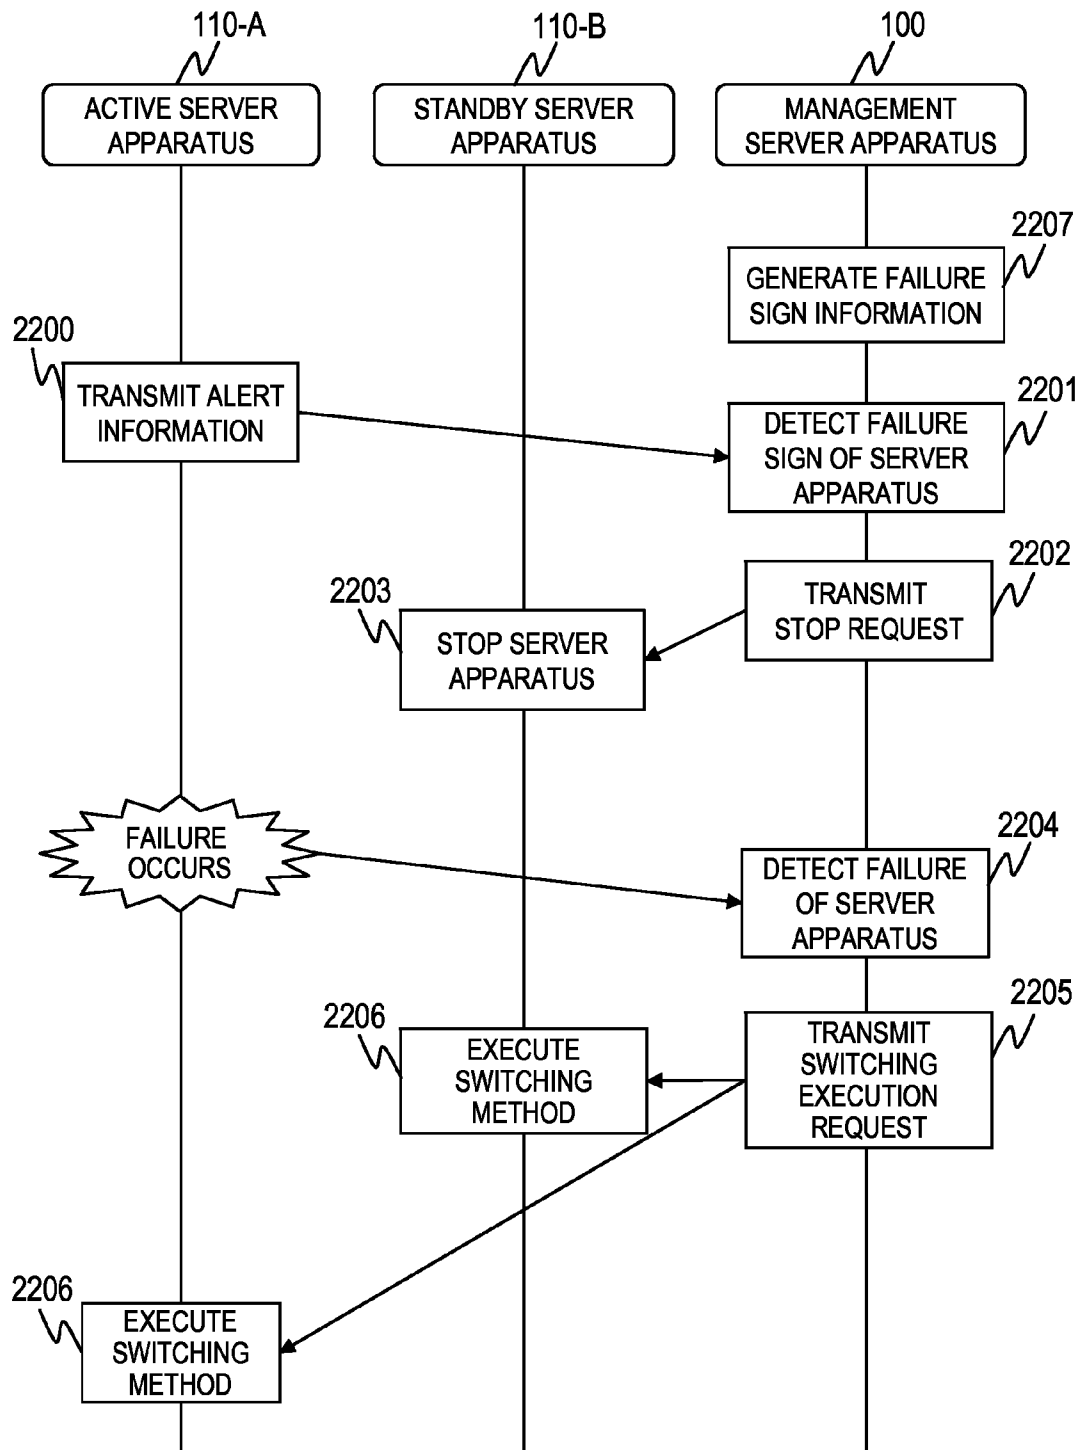 110-A
110-B
100
ACTIVE SERVER
APPARATUS
STANDBY SERVER
APPARATUS
MANAGEMENT
SERVER APPARATUS
2207
GENERATE FAILURE
SIGN INFORMATION
2200
TRANSMIT ALERT
INFORMATION
2201
DETECT FAILURE
SIGN OF SERVER
APPARATUS
2202
TRANSMIT
STOP REQUEST
2203
STOP SERVER
APPARATUS
FAILURE
OCCURS
2204
DETECT FAILURE
OF SERVER
APPARATUS
2205
TRANSMIT
SWITCHING
EXECUTION
REQUEST
2206
EXECUTE
SWITCHING
METHOD
2206
EXECUTE
SWITCHING
METHOD